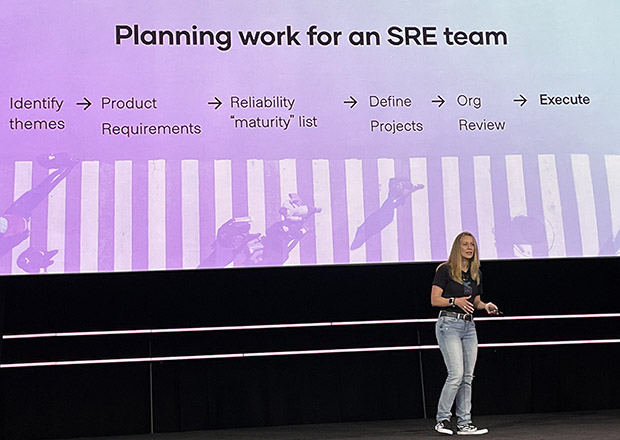 Planning work for an SRE team
Identify → Product → Reliability → Define → Org → Execute
themes Requirements “maturity” list Projects Review